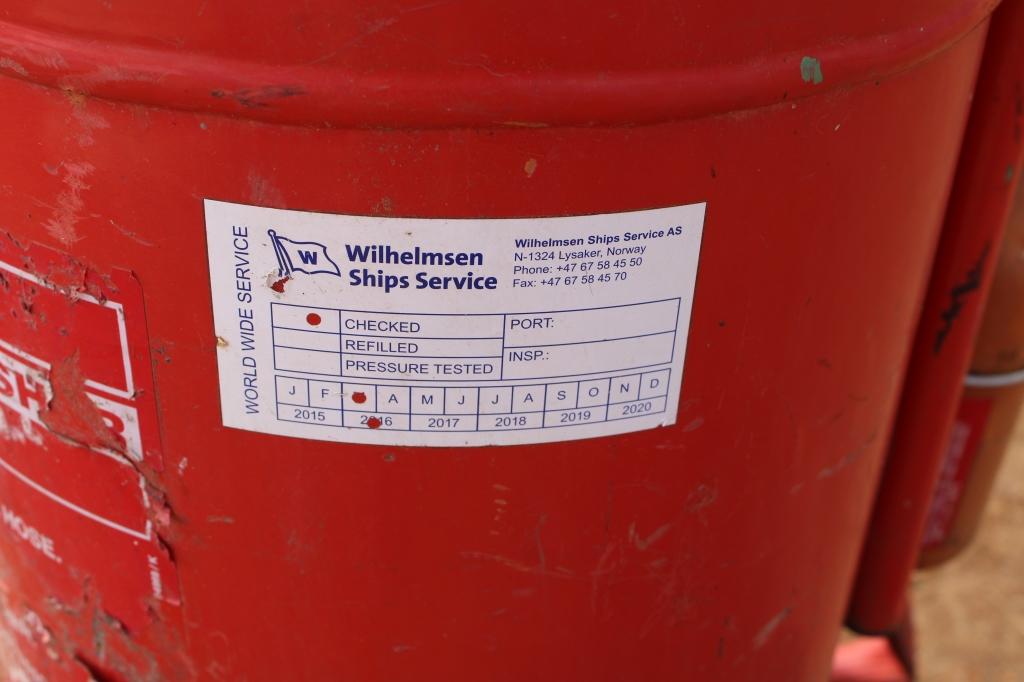 WORLD WIDE SERVICE
W
Wilhelmsen
Ships Service
Wilhelmsen Ships Service AS
N-1324 Lysaker, Norway
Phone: +47 67 58 45 50
Fax: +47 67 58 45 70
CHECKED
REFILLED
PRESSURE TESTED
PORT:
INSP.:
J F A M J J A S O N D
2015 2016 2017 2018 2019 2020
HOSE.